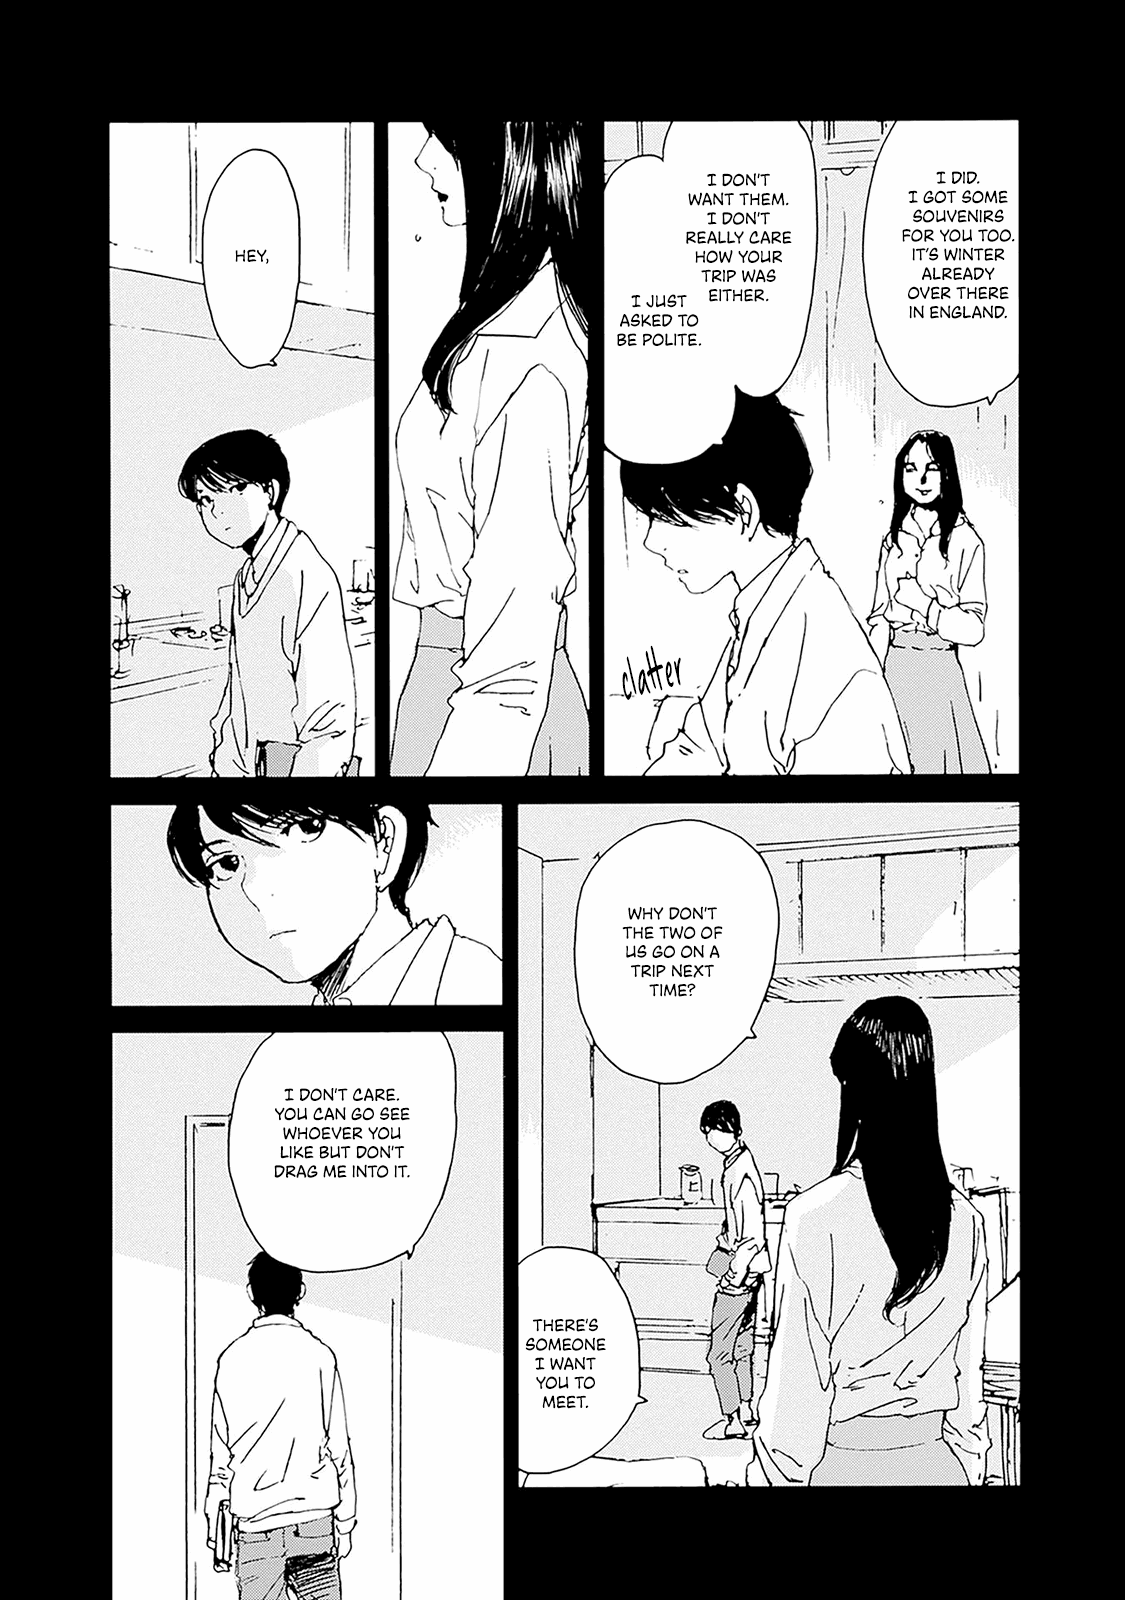 I DID.
I GOT SOME
SOUVENIRS
FOR YOU TOO.
IT'S WINTER
ALREADY
OVER THERE
IN ENGLAND.
I DON'T
WANT THEM.
I DON'T
REALLY CARE
HOW YOUR
TRIP WAS
EITHER.
I JUST
ASKED TO
BE POLITE.
clatter
HEY,
WHY DON'T
THE TWO OF
US GO ON A
TRIP NEXT
TIME?
THERE'S
SOMEONE
I WANT
YOU TO
MEET.
I DON'T CARE.
YOU CAN GO SEE
WHOEVER YOU
LIKE BUT DON'T
DRAG ME INTO IT.